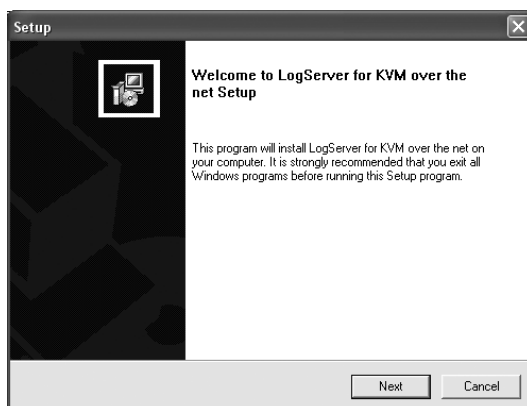 Setup
Welcome to LogServer for KVM over the
net Setup
This program will install LogServer for KVM over the net on
your computer. It is strongly recommended that you exit all
Windows programs before running this Setup program.
Next
Cancel